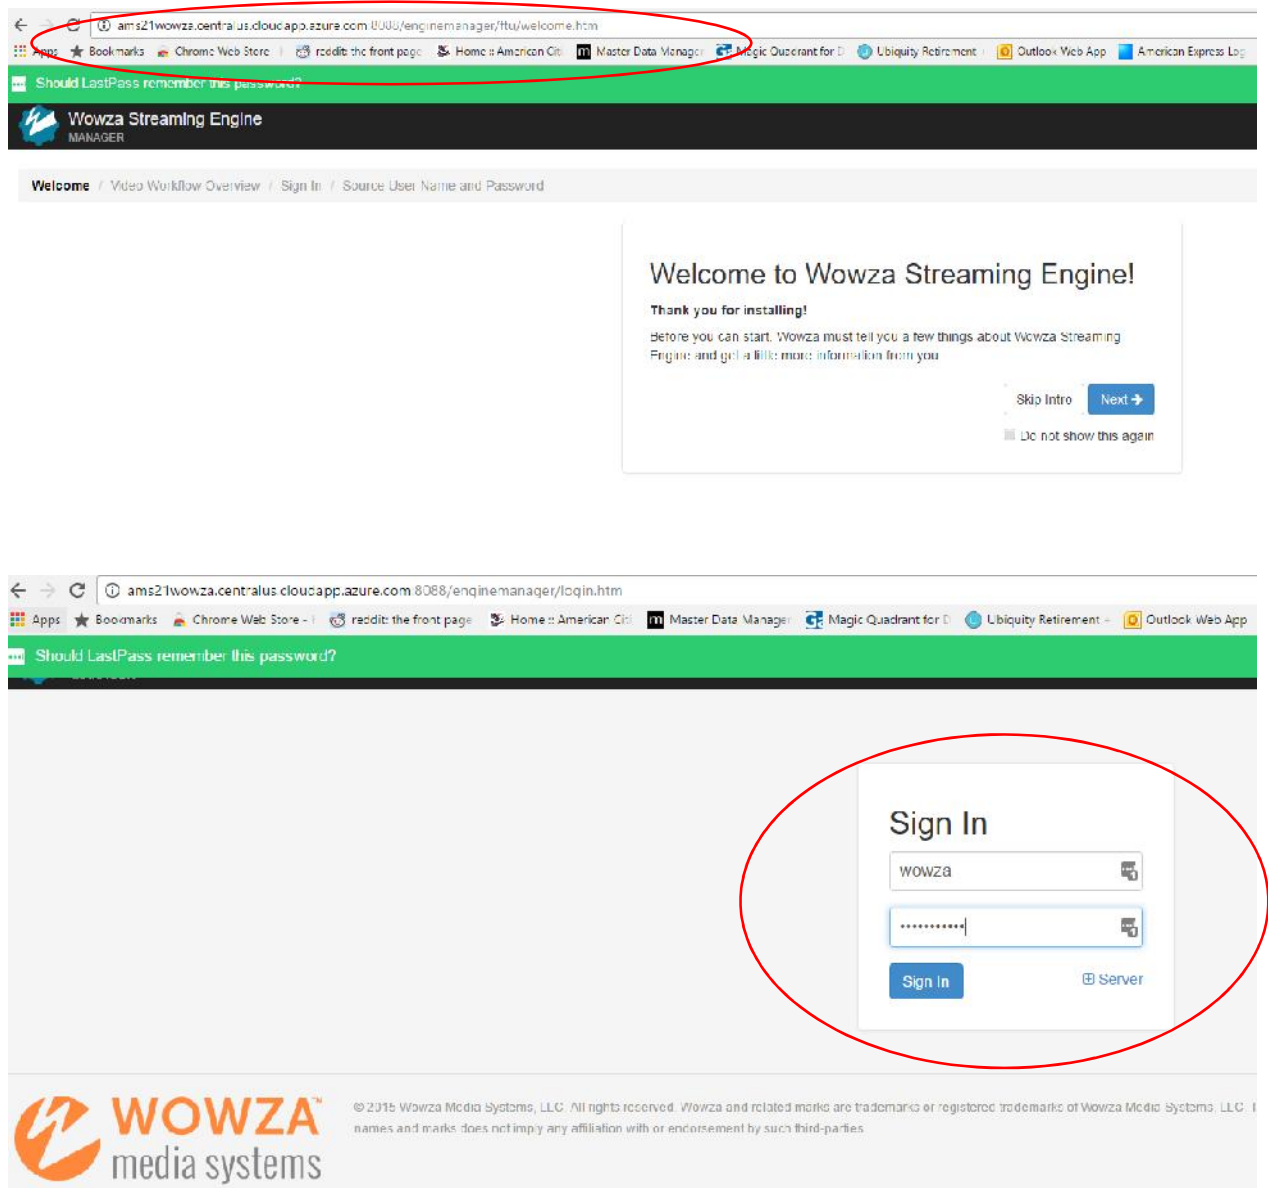 ams21wowza.centralus.cloudapp.azure.com:8088/enginemanager/ftu/welcome.htm
Apps Bookmarks Chrome Web Store reddit: the front page Home :: American Citi Master Data Manager Magic Quadrant for D Ubiquity Retirement Outlook Web App American Express Log
Should LastPass remember this password?
Wowza Streaming Engine
MANAGER
Welcome / Video Workflow Overview / Sign In / Source User Name and Password
Welcome to Wowza Streaming Engine!
Thank you for installing!
Before you can start, Wowza must tell you a few things about Wowza Streaming
Engine and get a little more information from you
Skip Intro Next
Do not show this again
ams21wowza.centralus.cloudapp.azure.com:8088/enginemanager/login.htm
Apps Bookmarks Chrome Web Store - reddit: the front page Home :: American Citi Master Data Manager Magic Quadrant for D Ubiquity Retirement Outlook Web App
Should LastPass remember this password?
Sign In
wowza
•••••••••••
Sign In Server
WOWZA™
media systems
© 2015 Wowza Media Systems, LLC. All rights reserved. Wowza and related marks are trademarks or registered trademarks of Wowza Media Systems, LLC.
names and marks does not imply any affiliation with or endorsement by such third-parties